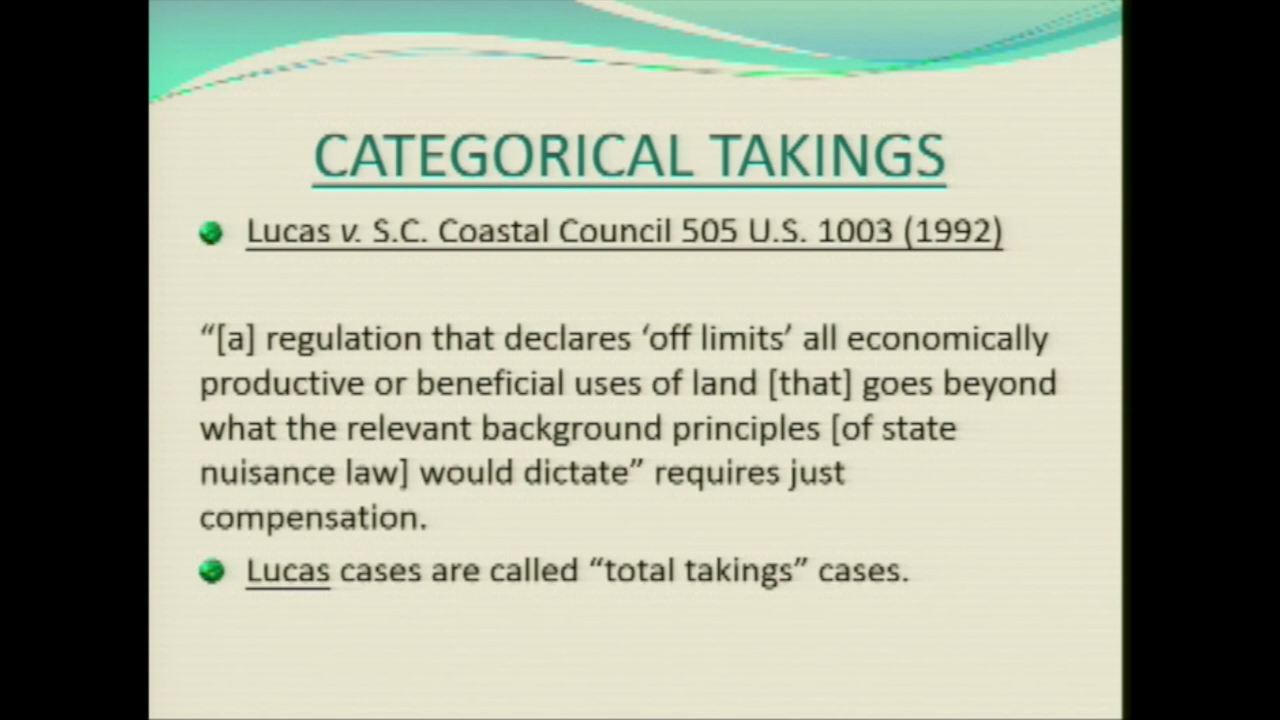 CATEGORICAL TAKINGS
Lucas v. S.C. Coastal Council 505 U.S. 1003 (1992)
“[a] regulation that declares ‘off limits’ all economically
productive or beneficial uses of land [that] goes beyond
what the relevant background principles [of state
nuisance law] would dictate” requires just
compensation.
Lucas cases are called “total takings” cases.